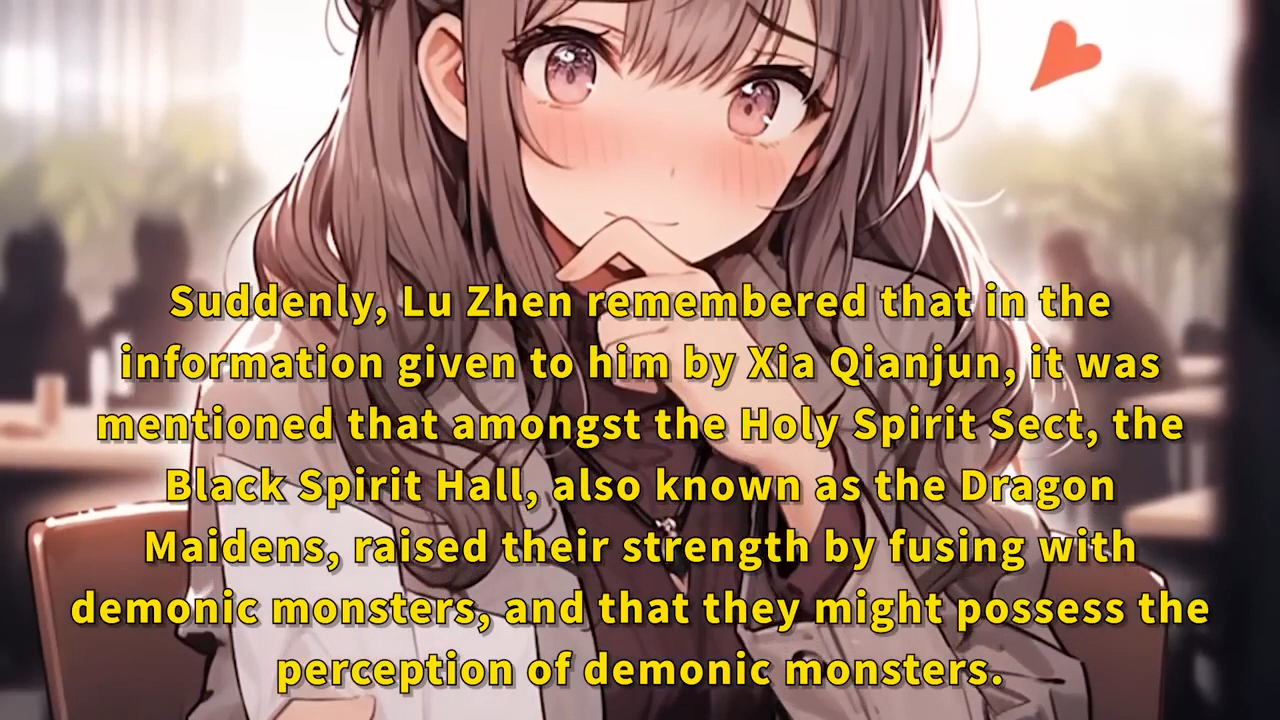 Suddenly, Lu Zhen remembered that in the
information given to him by Xia Qianjun, it was
mentioned that amongst the Holy Spirit Sect, the
Black Spirit Hall, also known as the Dragon
Maidens, raised their strength by fusing with
demonic monsters, and that they might possess the
perception of demonic monsters.